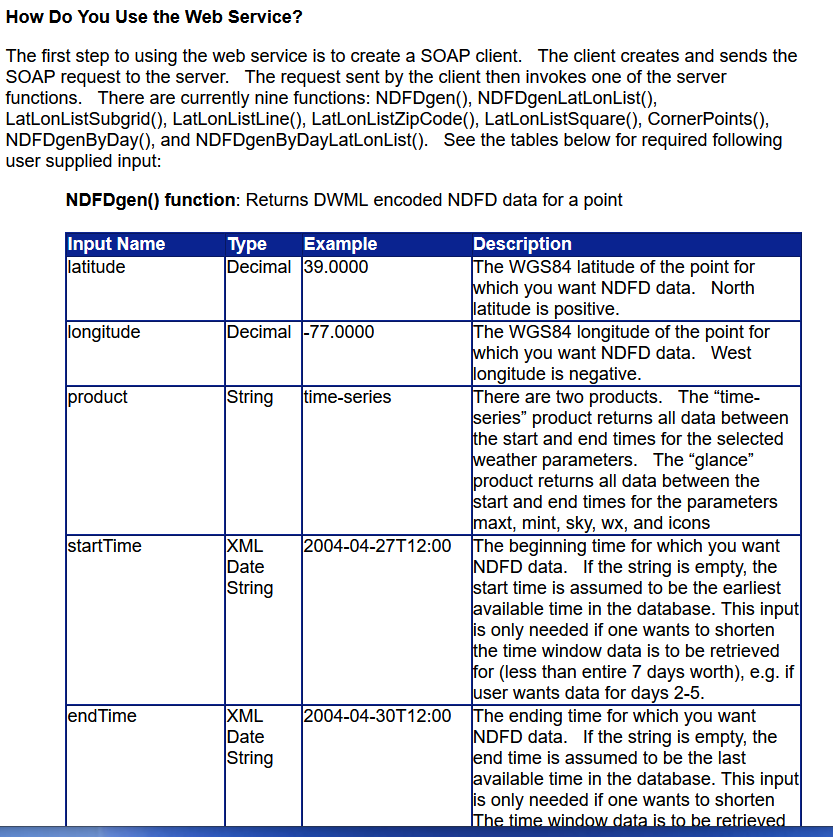 How Do You Use the Web Service?
The first step to using the web service is to create a SOAP client.   The client creates and sends the
SOAP request to the server.   The request sent by the client then invokes one of the server
functions.   There are currently nine functions: NDFDgen(), NDFDgenLatLonList(),
LatLonListSubgrid(), LatLonListLine(), LatLonListZipCode(), LatLonListSquare(), CornerPoints(),
NDFDgenByDay(), and NDFDgenByDayLatLonList().   See the tables below for required following
user supplied input:
NDFDgen() function: Returns DWML encoded NDFD data for a point
Input Name Type Example Description
latitude Decimal 39.0000 The WGS84 latitude of the point for
which you want NDFD data.   North
latitude is positive.
longitude Decimal -77.0000 The WGS84 longitude of the point for
which you want NDFD data.   West
longitude is negative.
product String time-series There are two products.   The “time-
series” product returns all data between
the start and end times for the selected
weather parameters.   The “glance”
product returns all data between the
start and end times for the parameters
maxt, mint, sky, wx, and icons
startTime XML 2004-04-27T12:00 The beginning time for which you want
Date NDFD data.   If the string is empty, the
String start time is assumed to be the earliest
available time in the database. This input
is only needed if one wants to shorten
the time window data is to be retrieved
for (less than entire 7 days worth), e.g. if
user wants data for days 2-5.
endTime XML 2004-04-30T12:00 The ending time for which you want
Date NDFD data.   If the string is empty, the
String end time is assumed to be the last
available time in the database. This input
is only needed if one wants to shorten
The time window data is to be retrieved